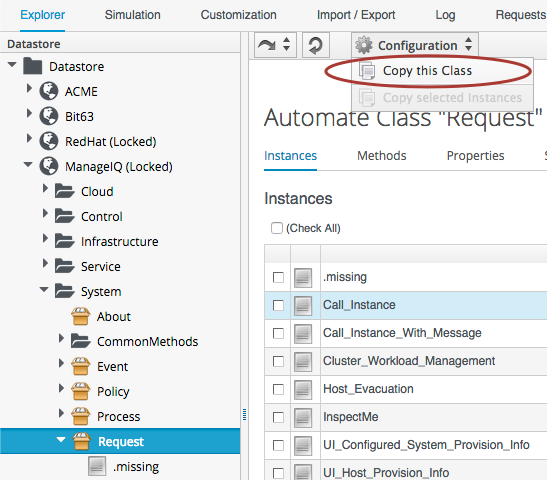 Explorer Simulation Customization Import / Export Log Requests
Datastore
Datastore
ACME
Bit63
RedHat (Locked)
ManageIQ (Locked)
Cloud
Control
Infrastructure
Service
System
About
CommonMethods
Event
Policy
Process
Request
.missing
Configuration
Copy this Class
Copy selected Instances
Automate Class "Request"
Instances Methods Properties S
Instances
(Check All)
.missing
Call_Instance
Call_Instance_With_Message
Cluster_Workload_Management
Host_Evacuation
InspectMe
UI_Configured_System_Provision_Info
UI_Host_Provision_Info